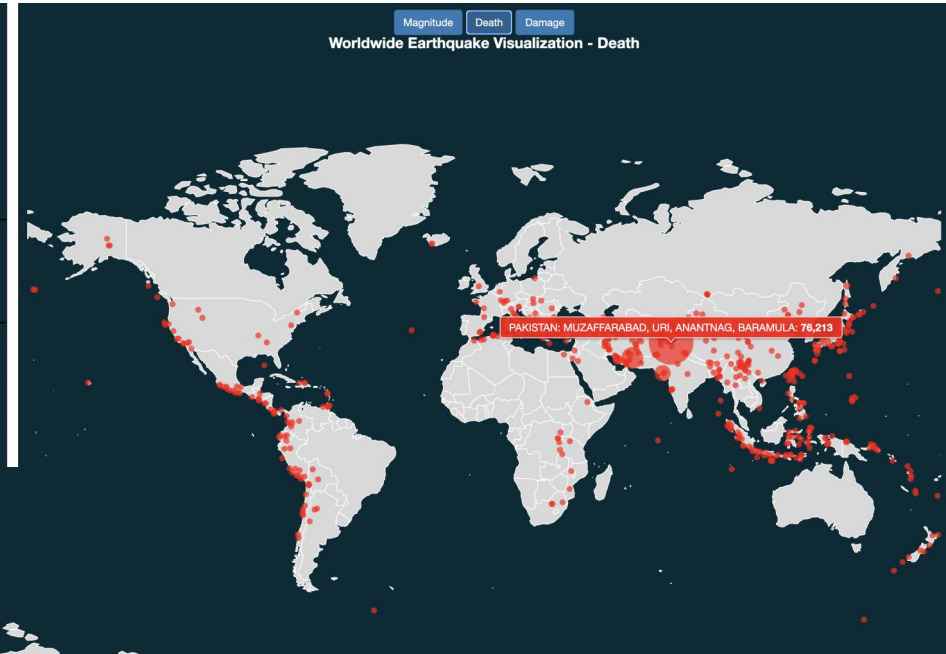 Magnitude Death Damage
Worldwide Earthquake Visualization - Death
PAKISTAN: MUZAFFARABAD, URI, ANANTNAG, BARAMULA: 76,213